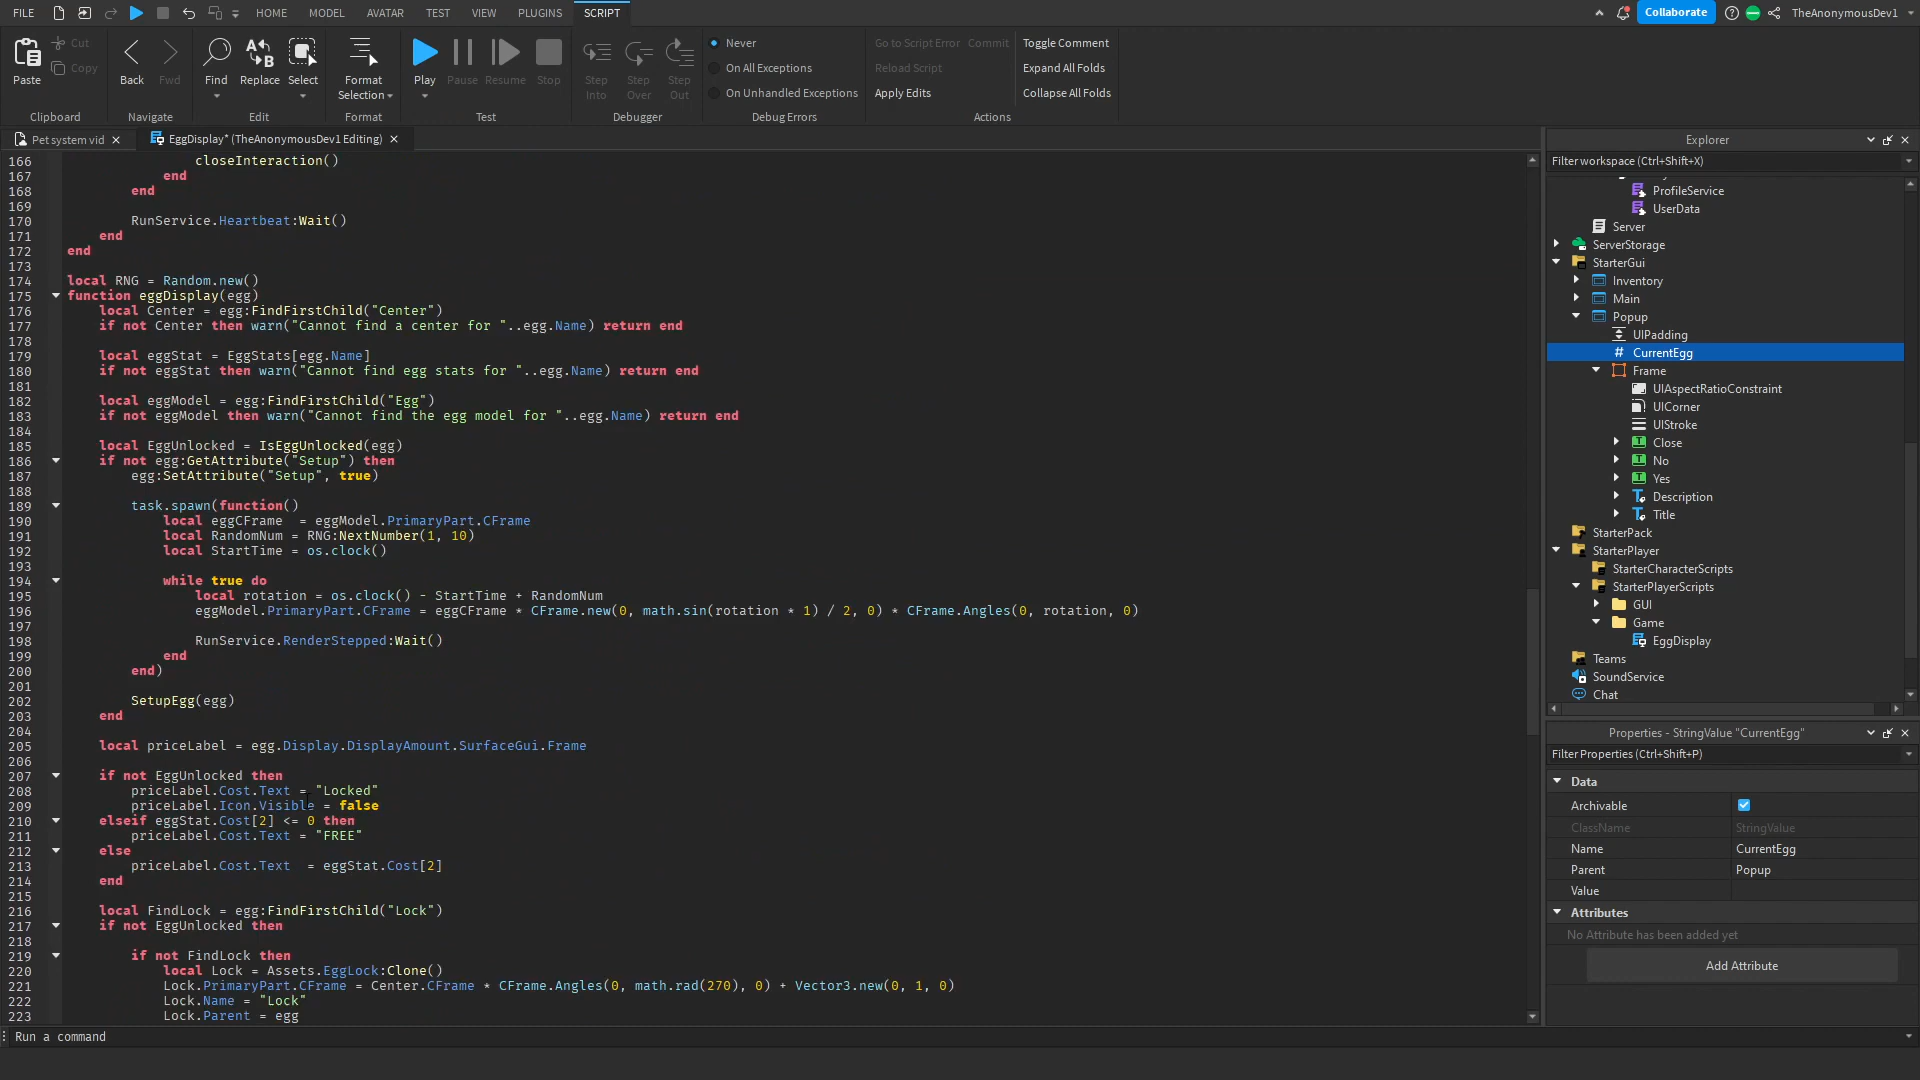 FILE HOME MODEL AVATAR TEST VIEW PLUGINS SCRIPT Collaborate TheAnonymousDev1
Paste Cut Copy Back Fwd Find Replace Select Format Selection Play Pause Resume Stop Step Into Step Over Step Out
Never Go to Script Error Commit Toggle Comment
On All Exceptions Reload Script Expand All Folds
On Unhandled Exceptions Apply Edits Collapse All Folds
Clipboard Navigate Edit Format Test Debugger Debug Errors Actions
Pet system vid EggDisplay* (TheAnonymousDev1 Editing)
166 closeInteraction()
167 end
168 end
169
170 RunService.Heartbeat:Wait()
171 end
172 end
173
174 local RNG = Random.new()
175 function eggDisplay(egg)
176 local Center = egg:FindFirstChild("Center")
177 if not Center then warn("Cannot find a center for "..egg.Name) return end
178
179 local eggStat = EggStats[egg.Name]
180 if not eggStat then warn("Cannot find egg stats for "..egg.Name) return end
181
182 local eggModel = egg:FindFirstChild("Egg")
183 if not eggModel then warn("Cannot find the egg model for "..egg.Name) return end
184
185 local EggUnlocked = IsEggUnlocked(egg)
186 if not egg:GetAttribute("Setup") then
187 egg:SetAttribute("Setup", true)
188
189 task.spawn(function()
190 local eggCFrame  = eggModel.PrimaryPart.CFrame
191 local RandomNum = RNG:NextNumber(1, 10)
192 local StartTime = os.clock()
193
194 while true do
195 local rotation = os.clock() - StartTime + RandomNum
196 eggModel.PrimaryPart.CFrame = eggCFrame * CFrame.new(0, math.sin(rotation * 1) / 2, 0) * CFrame.Angles(0, rotation, 0)
197
198 RunService.RenderStepped:Wait()
199 end
200 end)
201
202 SetupEgg(egg)
203 end
204
205 local priceLabel = egg.Display.DisplayAmount.SurfaceGui.Frame
206
207 if not EggUnlocked then
208 priceLabel.Cost.Text = "Locked"
209 priceLabel.Icon.Visible = false
210 elseif eggStat.Cost[2] <= 0 then
211 priceLabel.Cost.Text = "FREE"
212 else
213 priceLabel.Cost.Text  = eggStat.Cost[2]
214 end
215
216 local FindLock = egg:FindFirstChild("Lock")
217 if not EggUnlocked then
218
219 if not FindLock then
220 local Lock = Assets.EggLock:Clone()
221 Lock.PrimaryPart.CFrame = Center.CFrame * CFrame.Angles(0, math.rad(270), 0) + Vector3.new(0, 1, 0)
222 Lock.Name = "Lock"
223 Lock.Parent = egg
Run a command
Explorer
Filter workspace (Ctrl+Shift+X)
ProfileService
UserData
Server
ServerStorage
StarterGui
Inventory
Main
Popup
UIPadding
CurrentEgg
Frame
UIAspectRatioConstraint
UICorner
UIStroke
Close
No
Yes
Description
Title
StarterPack
StarterPlayer
StarterCharacterScripts
StarterPlayerScripts
GUI
Game
EggDisplay
Teams
SoundService
Chat
Properties - StringValue "CurrentEgg"
Filter Properties (Ctrl+Shift+P)
Data
Archivable
ClassName StringValue
Name CurrentEgg
Parent Popup
Value
Attributes
No Attribute has been added yet
Add Attribute